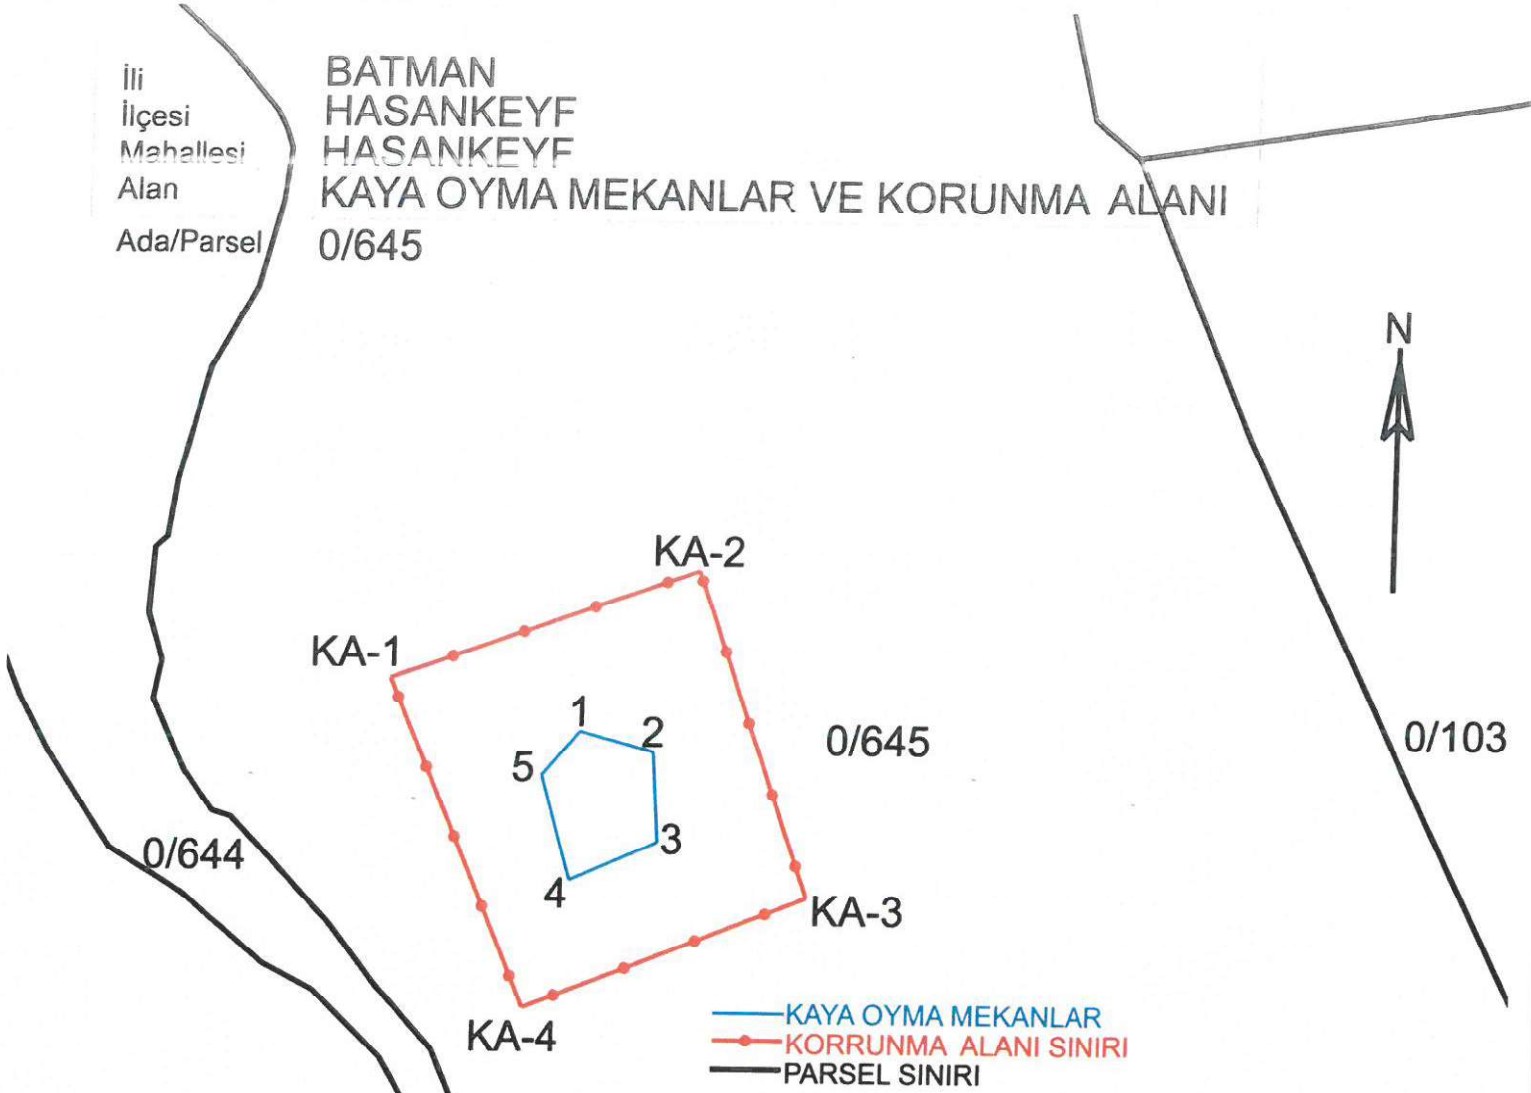 İli BATMAN
İlçesi HASANKEYF
Mahallesi HASANKEYF
Alan KAYA OYMA MEKANLAR VE KORUNMA ALANI
Ada/Parsel 0/645
N
KA-2
KA-1
1
2
0/645
0/103
5
3
0/644
4
KA-3
KA-4
KAYA OYMA MEKANLAR
KORRUNMA ALANI SINIRI
PARSEL SINIRI